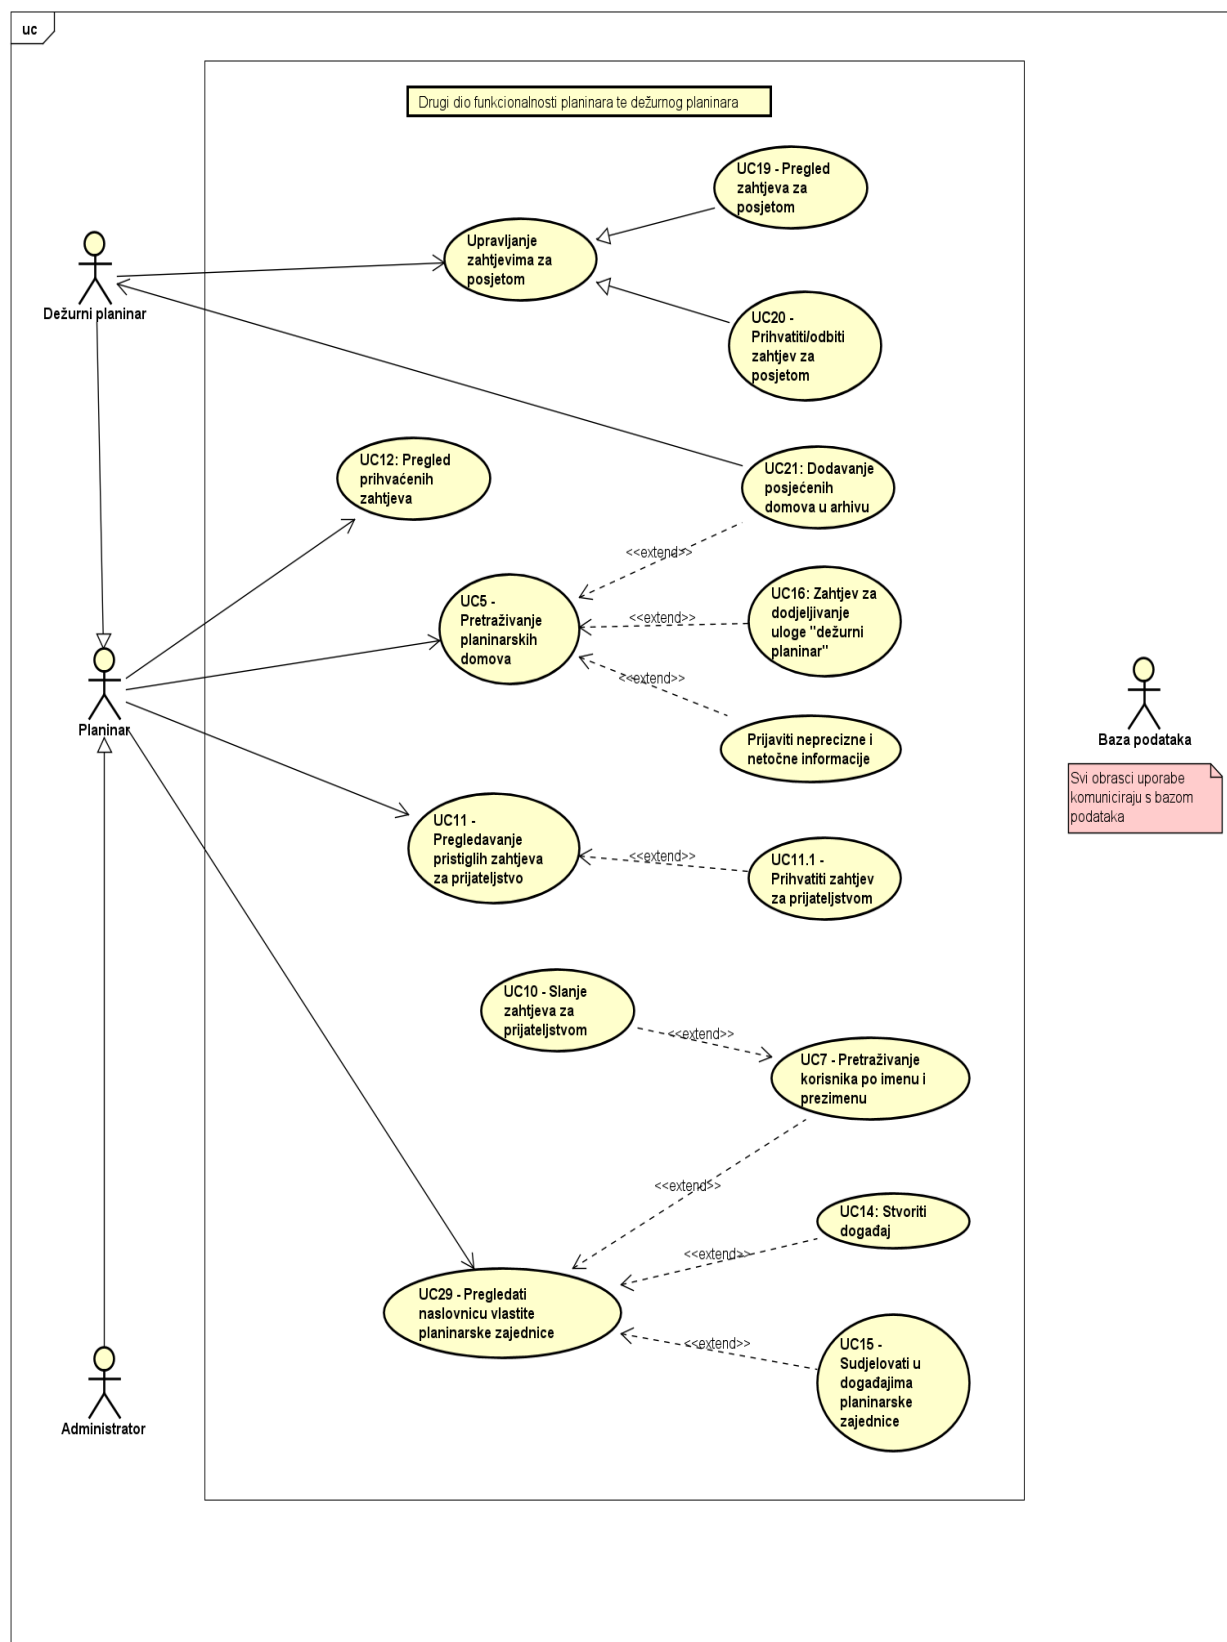 uc
Drugi dio funkcionalnosti planinara te dežurnog planinara
UC19 - Pregled
zahtjeva za
posjetom
Upravljanje
zahtjevima za
posjetom
Dežurni planinar
UC20 -
Prihvatiti/odbiti
zahtjev za
posjetom
UC12: Pregled
prihvaćenih
zahtjeva
UC21: Dodavanje
posjećenih
domova u arhivu
<<extend>>
UC5 -
Pretraživanje
planinarskih
domova
<<extend>>
UC16: Zahtjev za
dodjeljivanje
uloge "dežurni
planinar"
<<extend>>
Planinar
Prijaviti neprecizne i
netočne informacije
Baza podataka
Svi obrasci uporabe
komuniciraju s bazom
podataka
UC11 -
Pregledavanje
pristiglih zahtjeva
za prijateljstvo
<<extend>>
UC11.1 -
Prihvatiti zahtjev
za prijateljstvom
UC10 - Slanje
zahtjeva za
prijateljstvom
<<extend>>
UC7 - Pretraživanje
korisnika po imenu i
prezimenu
<<extend>>
UC14: Stvoriti
događaj
<<extend>>
UC29 - Pregledati
naslovnicu vlastite
planinarske zajednice
<<extend>>
UC15 -
Sudjelovati u
događajima
planinarske
zajednice
Administrator